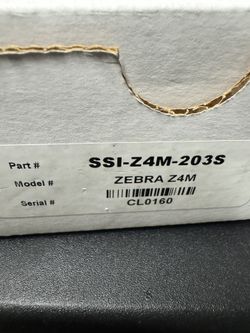 Part # SSI-Z4M-203S
Model # ZEBRA Z4M
Serial # CL0160